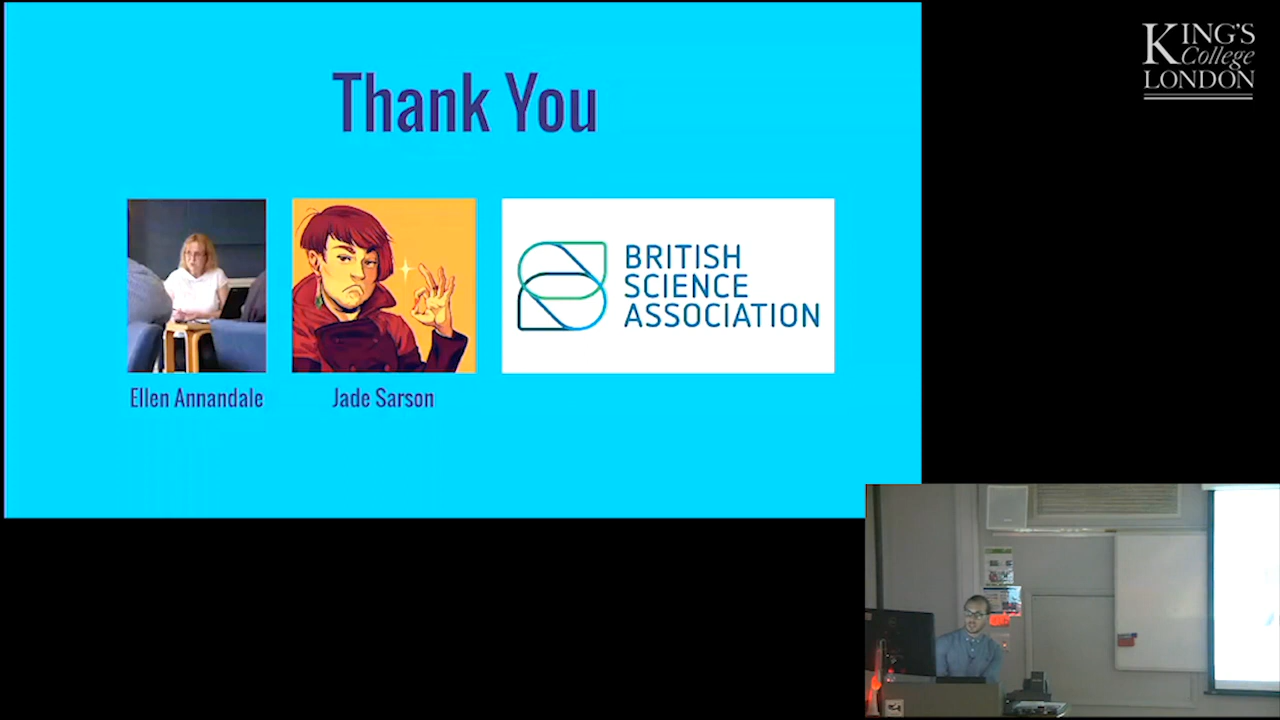 Thank You
KING'S
College
LONDON
BRITISH
SCIENCE
ASSOCIATION
Ellen Annandale
Jade Sarson